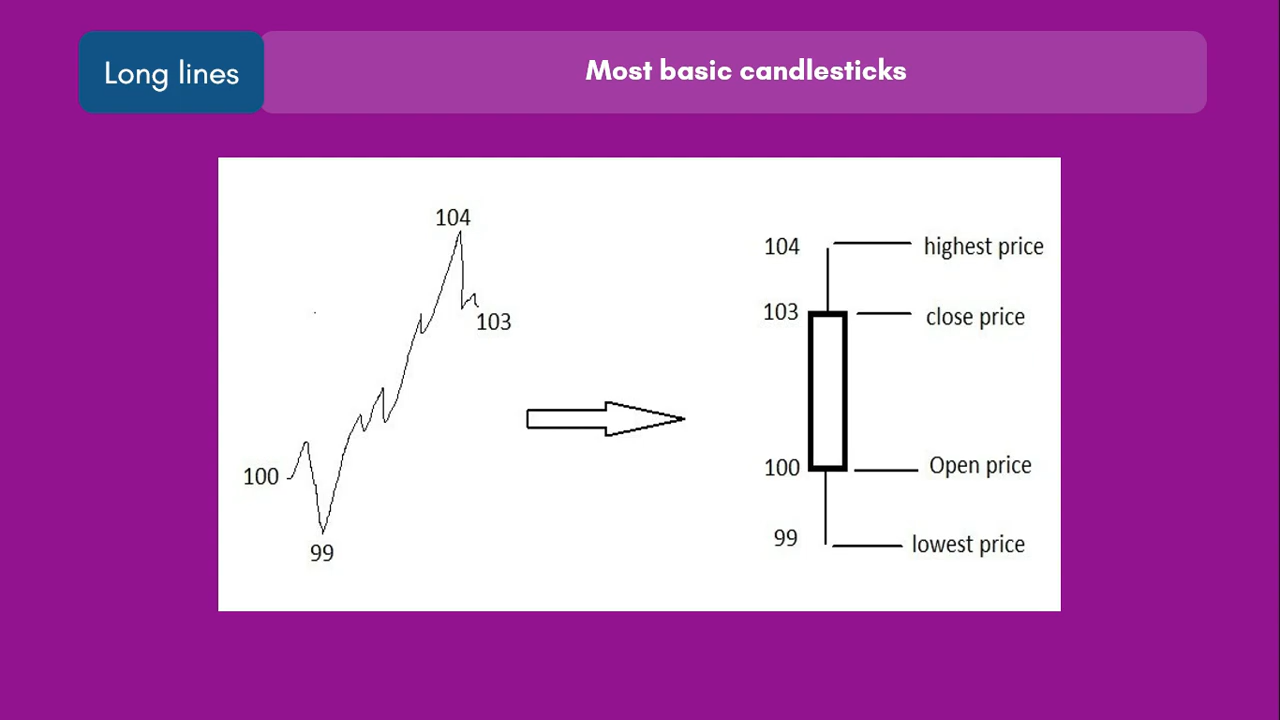 Long lines
Most basic candlesticks
104
103
100
99
104
highest price
103
close price
100
Open price
99
lowest price